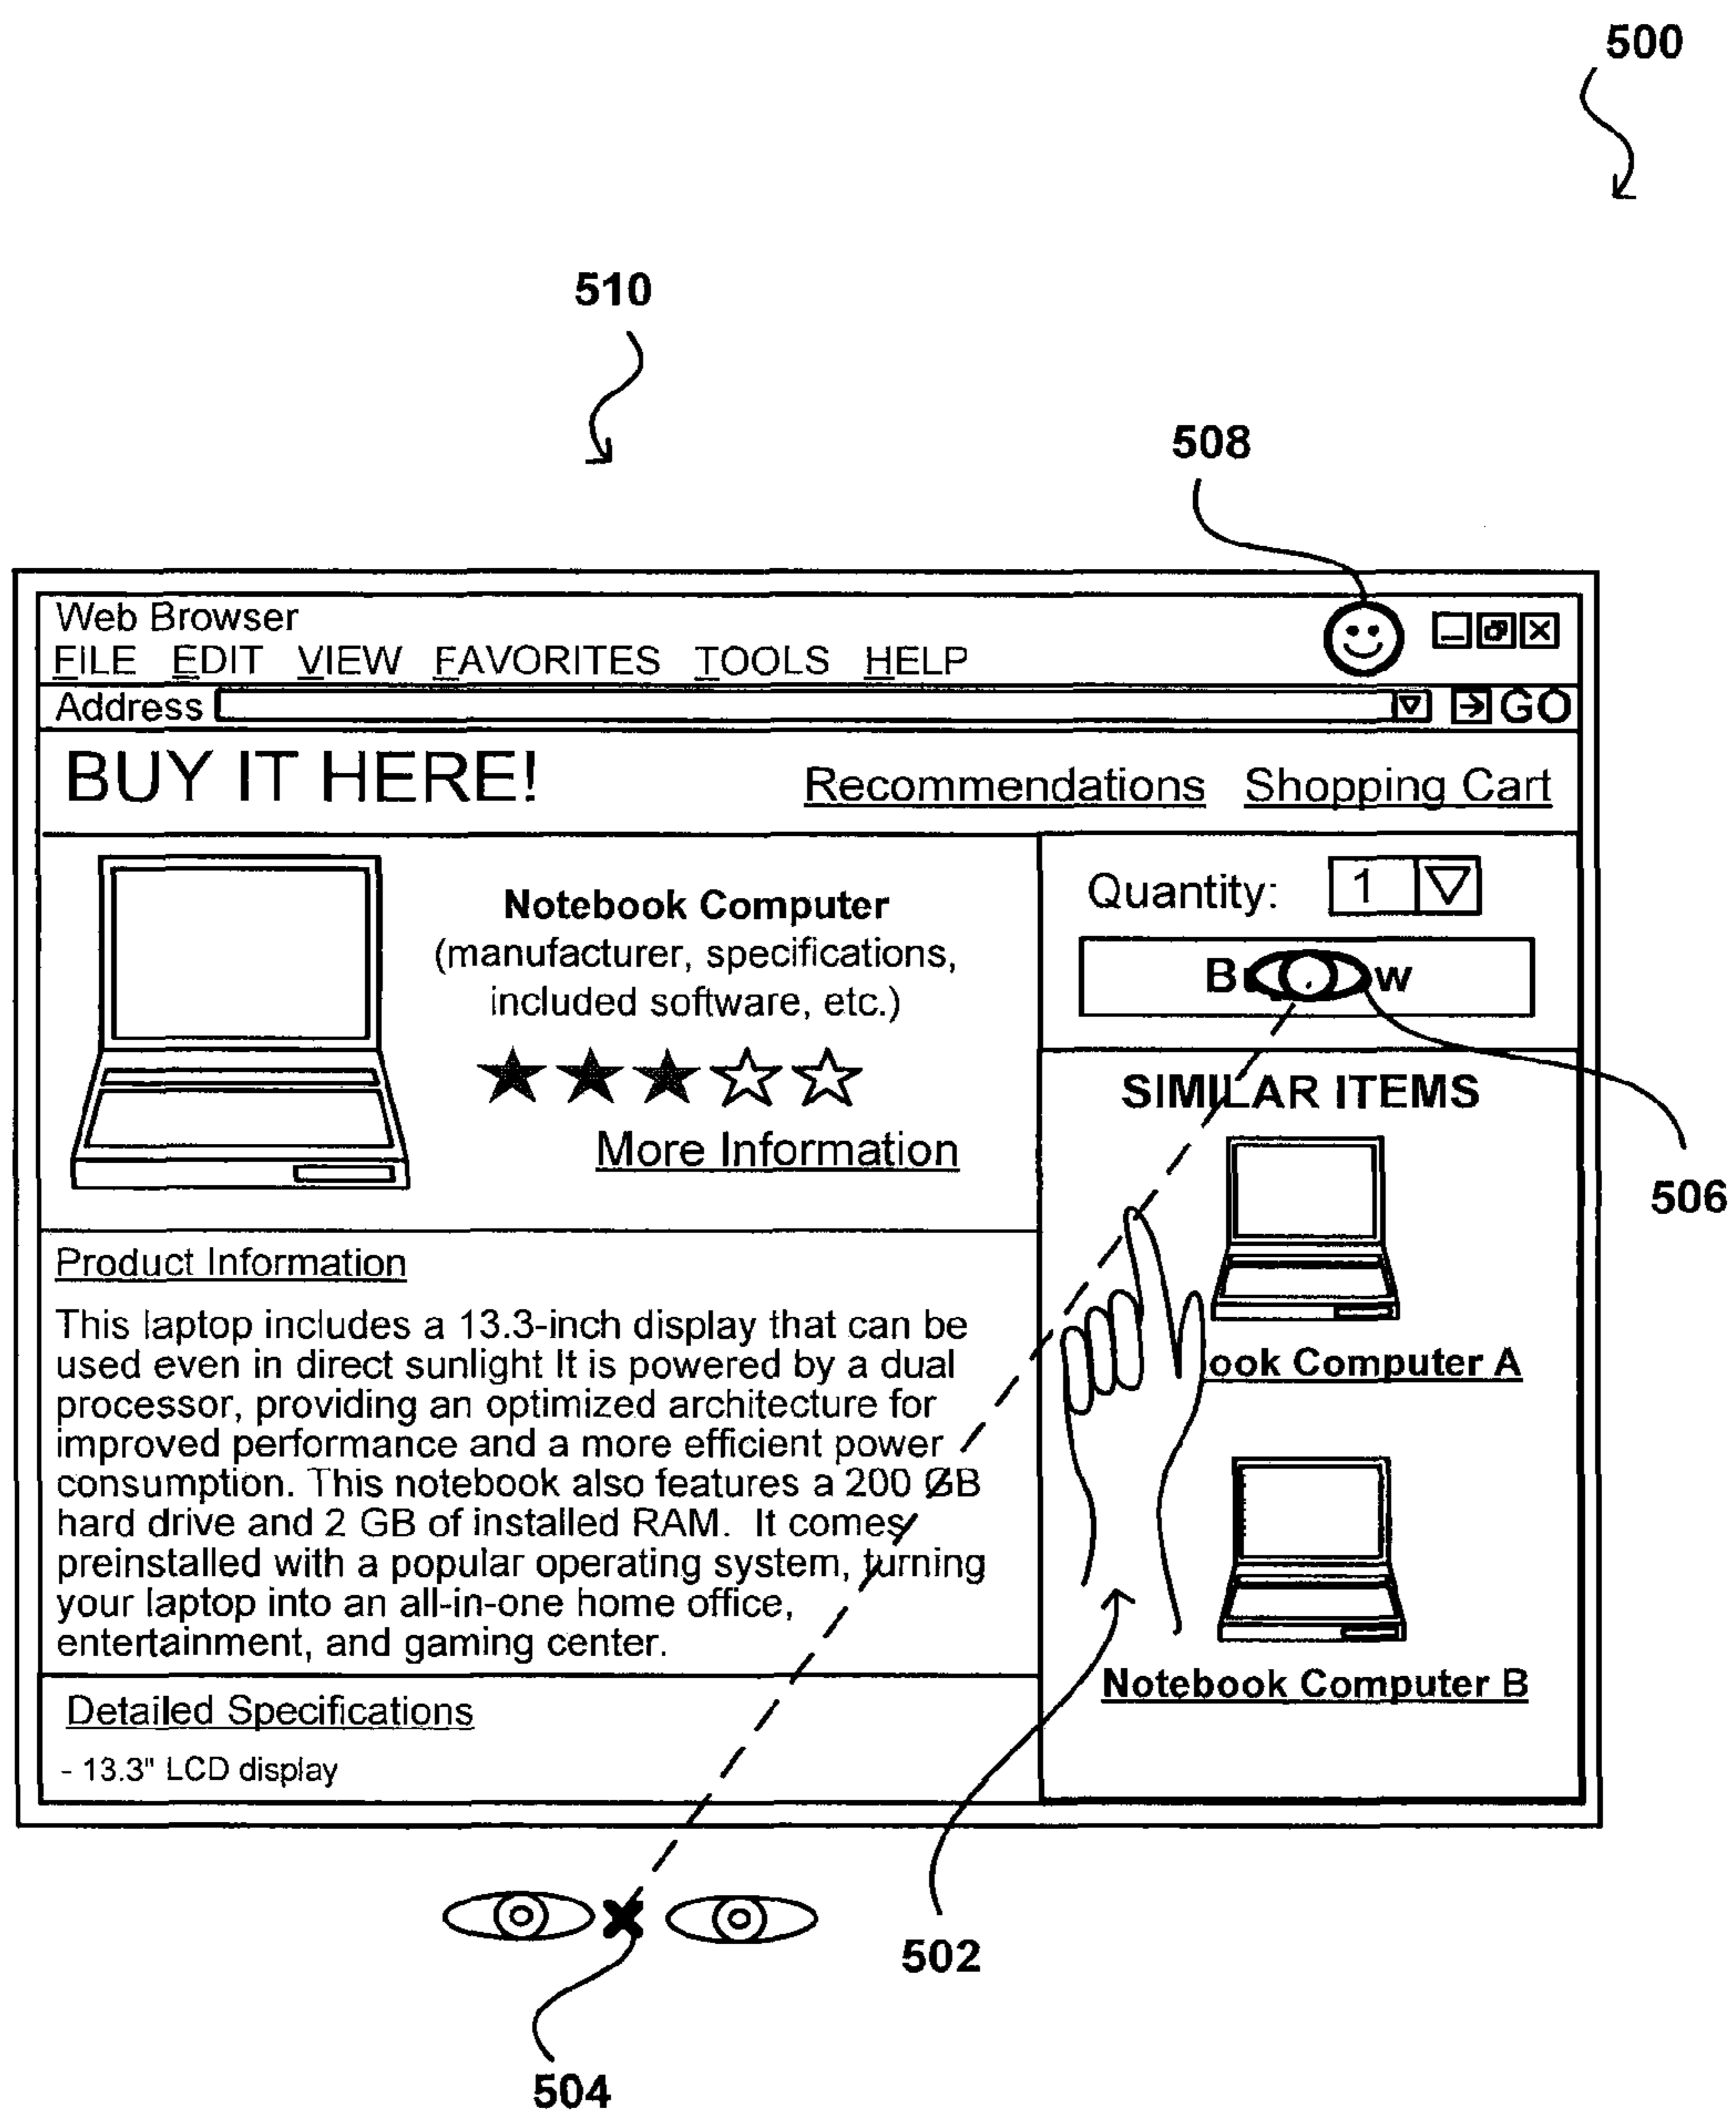 500
510
508
Web Browser
FILE EDIT VIEW FAVORITES TOOLS HELP
Address GO
BUY IT HERE!
Recommendations Shopping Cart
Notebook Computer
(manufacturer, specifications,
included software, etc.)
More Information
Quantity: 1
B w
506
SIMILAR ITEMS
ook Computer A
Notebook Computer B
Product Information
This laptop includes a 13.3-inch display that can be
used even in direct sunlight It is powered by a dual
processor, providing an optimized architecture for
improved performance and a more efficient power
consumption. This notebook also features a 200 GB
hard drive and 2 GB of installed RAM. It comes
preinstalled with a popular operating system, turning
your laptop into an all-in-one home office,
entertainment, and gaming center.
Detailed Specifications
- 13.3" LCD display
502
504